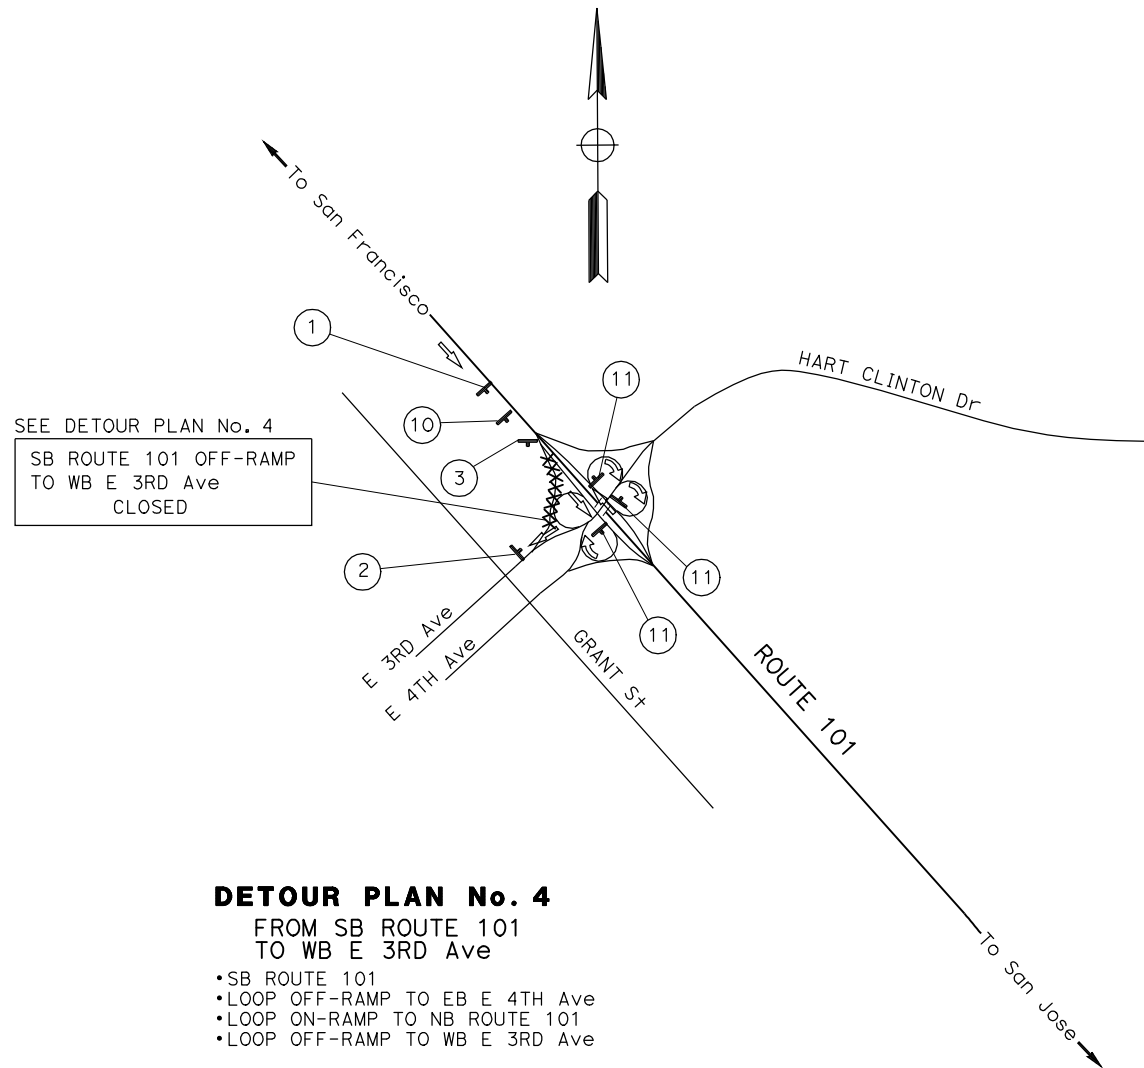 To San Francisco
1
11
HART CLINTON Dr
10
SEE DETOUR PLAN No. 4
SB ROUTE 101 OFF-RAMP
TO WB E 3RD Ave
CLOSED
3
2
11
11
E 3RD Ave
E 4TH Ave
GRANT St
ROUTE 101
To San Jose
DETOUR PLAN No. 4
FROM SB ROUTE 101
TO WB E 3RD Ave
•SB ROUTE 101
•LOOP OFF-RAMP TO EB E 4TH Ave
•LOOP ON-RAMP TO NB ROUTE 101
•LOOP OFF-RAMP TO WB E 3RD Ave